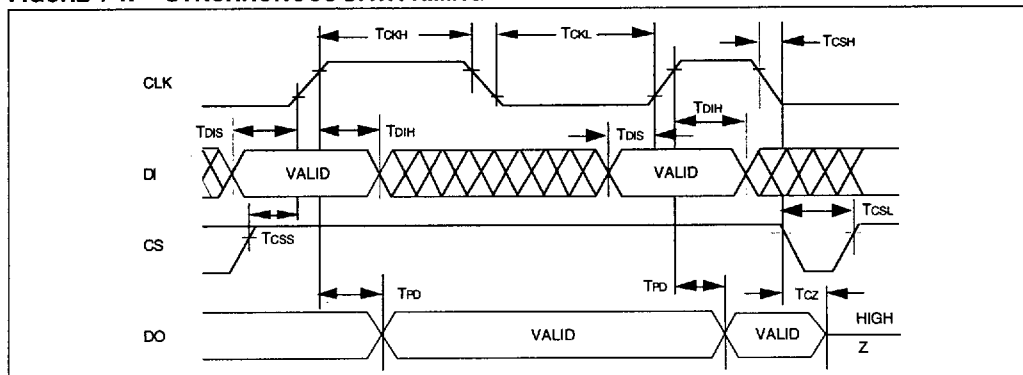 TCKH
TCKL
TCSH
CLK
TDIS
TDIH
TDIS
TDIH
DI
VALID
VALID
TCSS
TCSL
CS
TPD
TPD
TCZ
DO
VALID
VALID
HIGH
Z